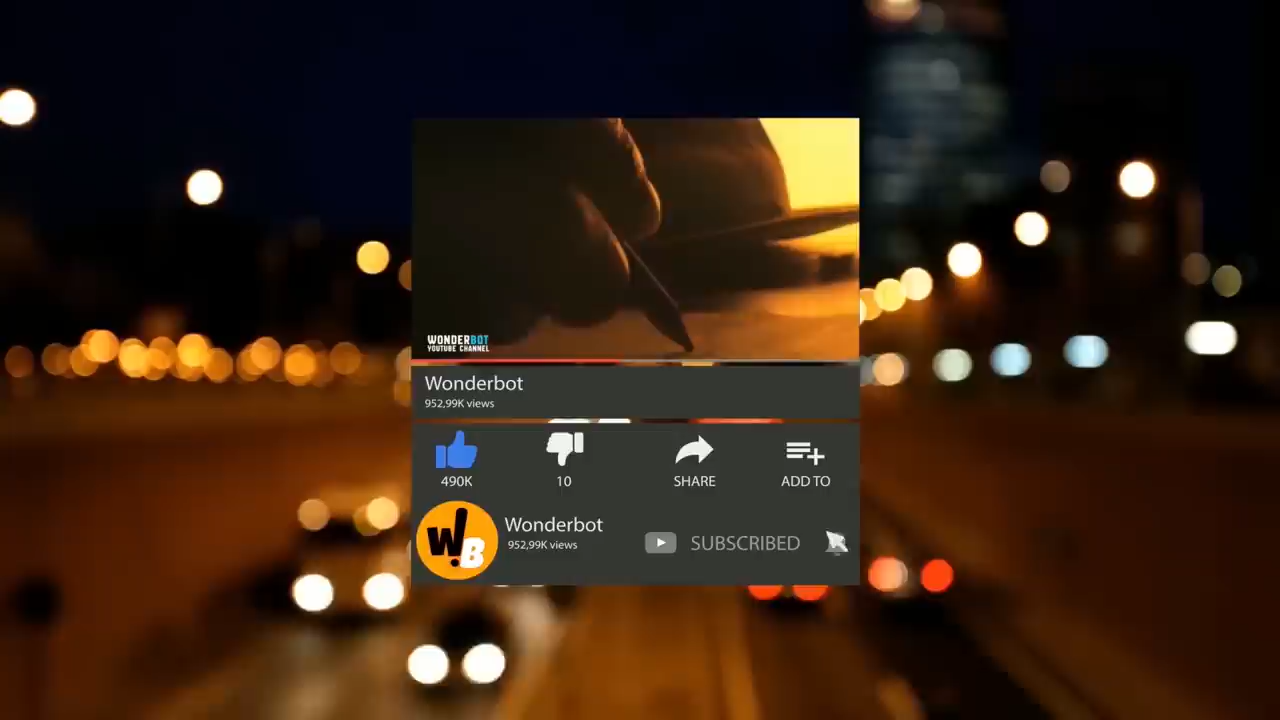 WONDERBOT
YOUTUBE CHANNEL
Wonderbot
952,99K views
490K
10
SHARE
ADD TO
W!B
Wonderbot
952,99K views
SUBSCRIBED